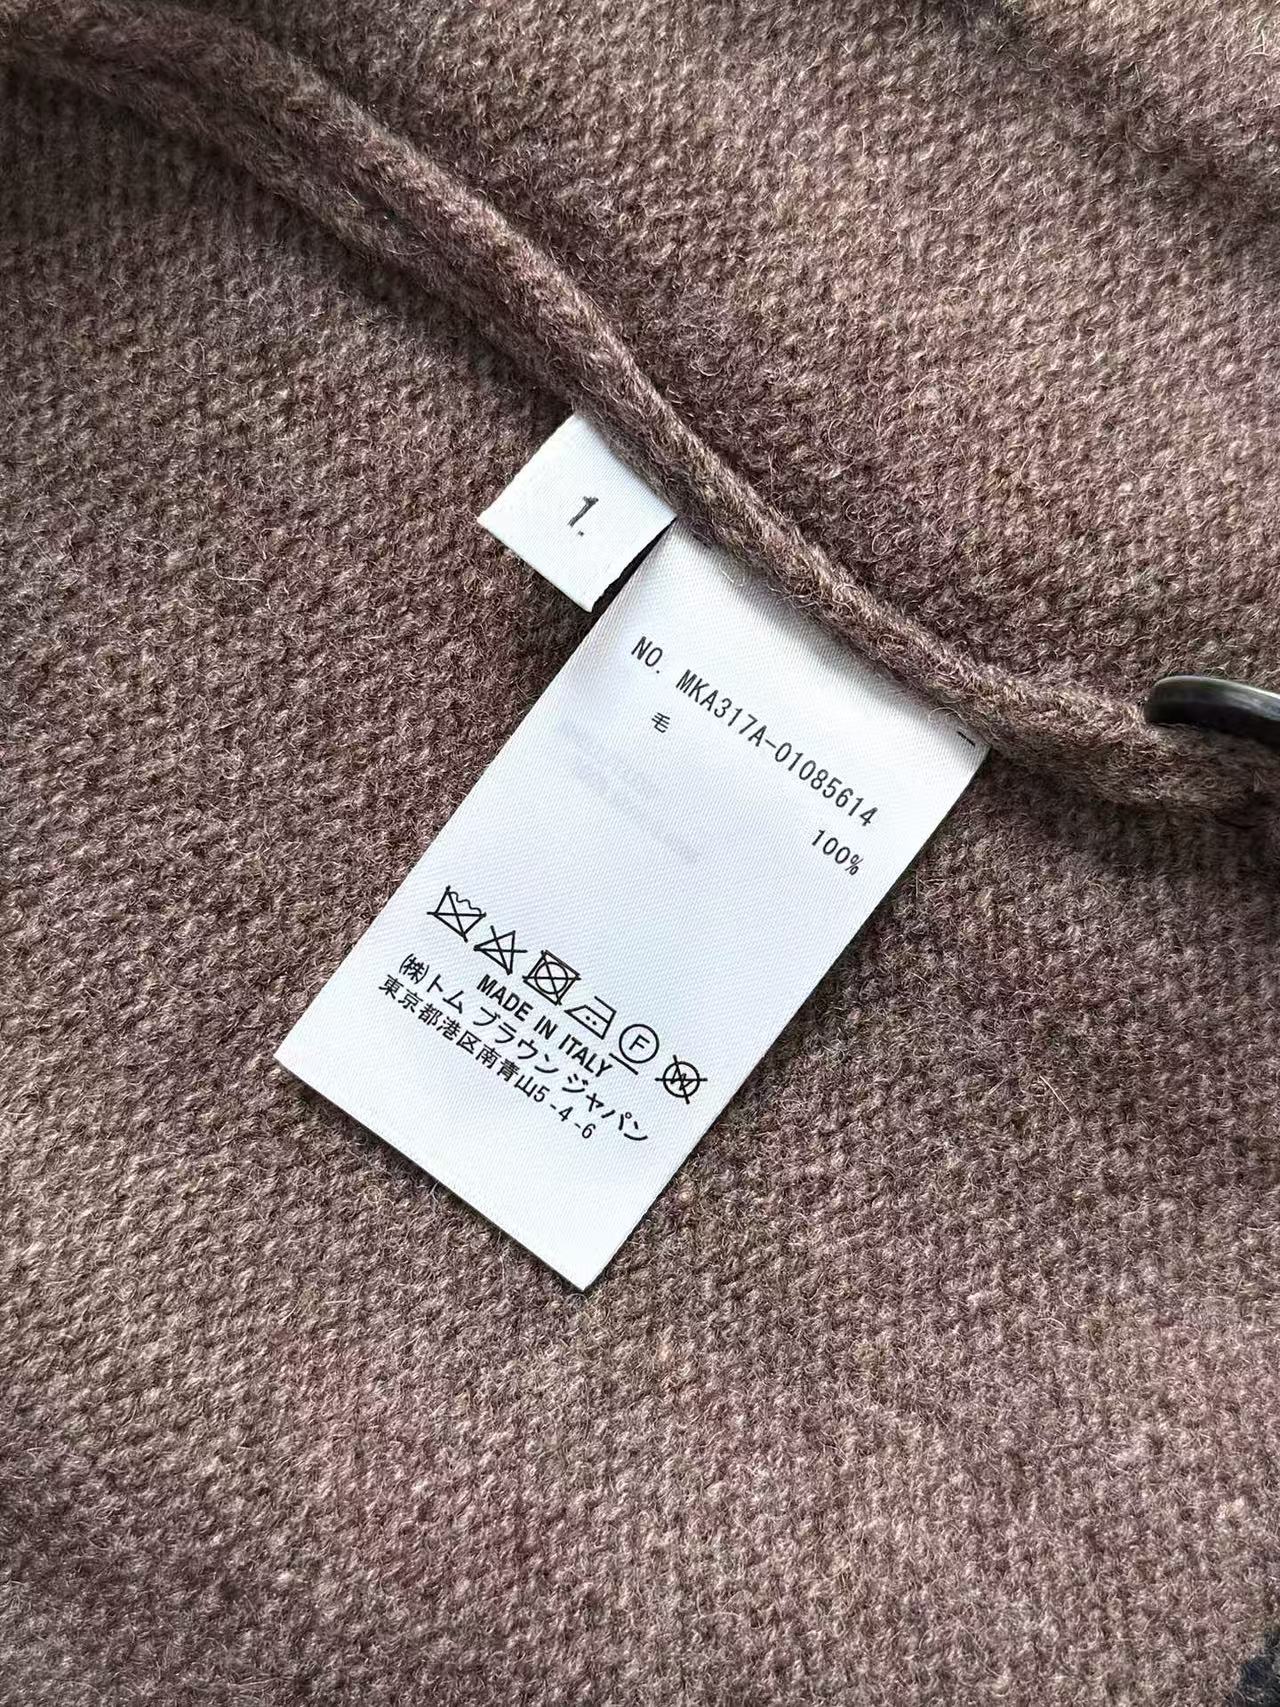 1.
NO. MKA317A-01085614
毛 100%
F
W
MADE IN ITALY
(株)トム ブラウン ジャパン
東京都港区南青山5-4-6